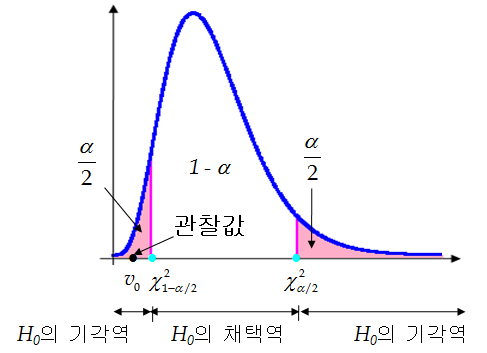 α/2
1 - α
α/2
관찰값
v₀ χ²₁₋α/₂ χ²α/₂
H₀의 기각역 H₀의 채택역 H₀의 기각역